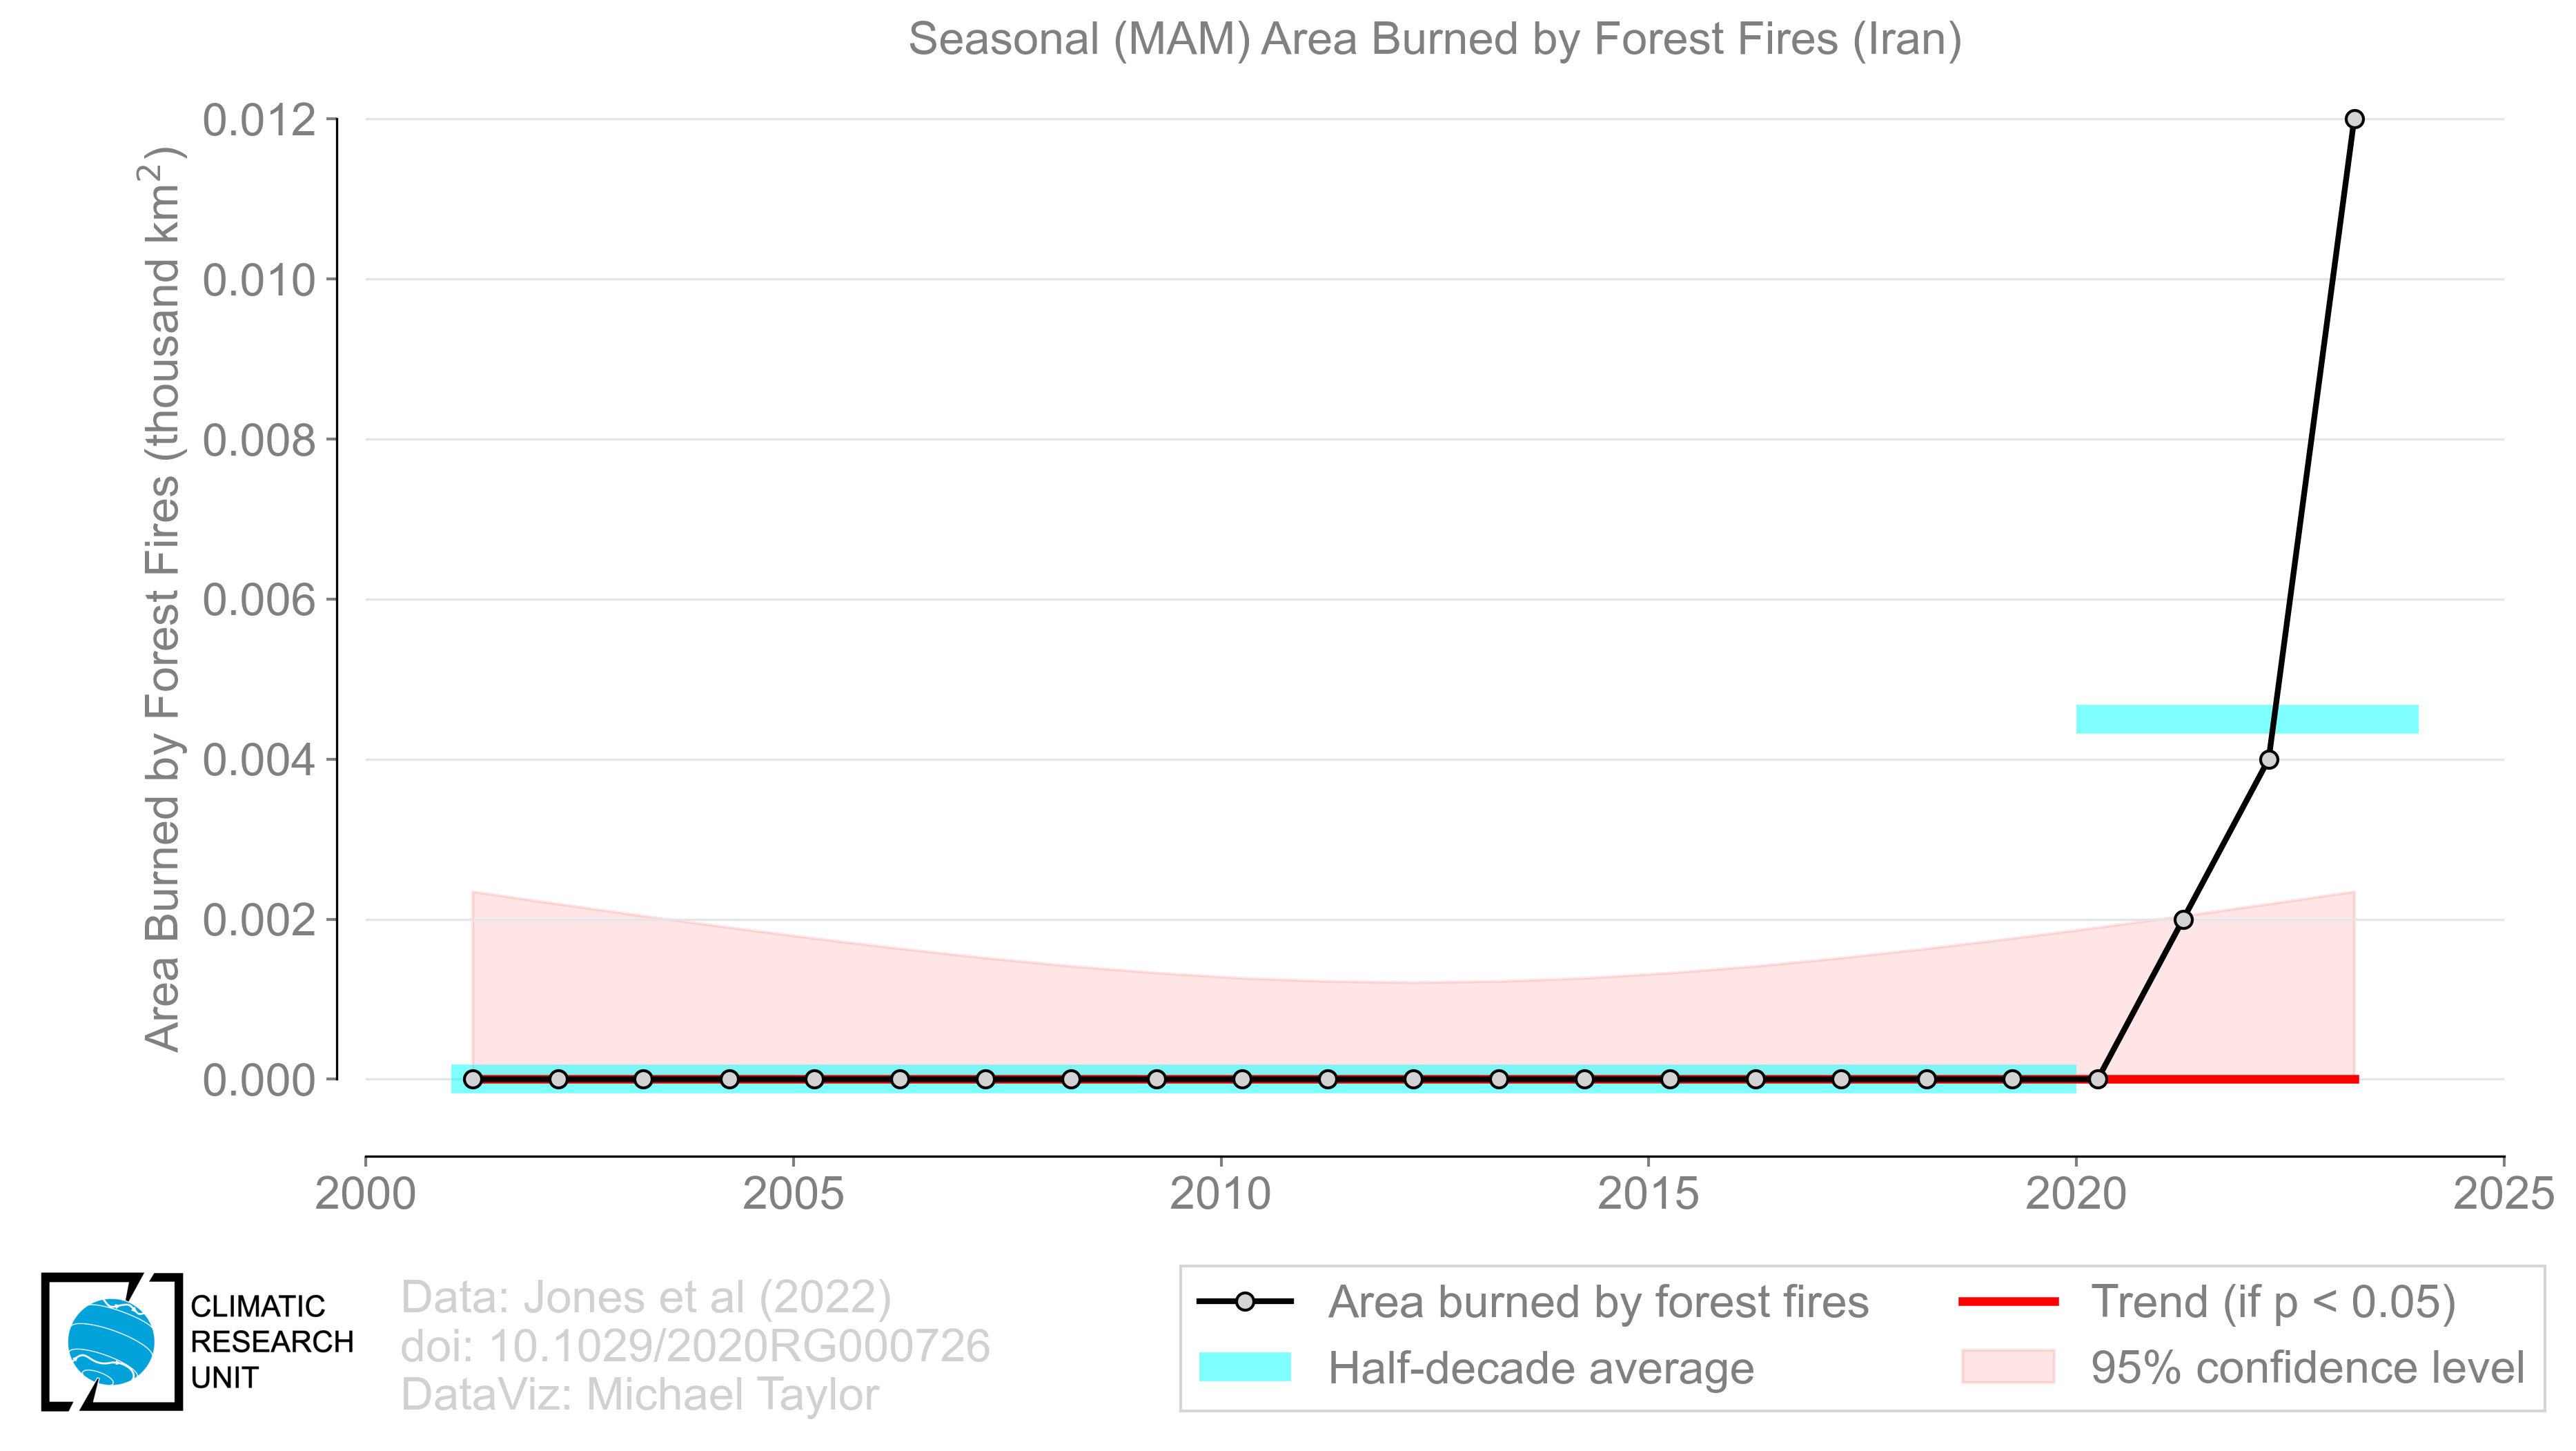 Seasonal (MAM) Area Burned by Forest Fires (Iran)
Area Burned by Forest Fires (thousand km²)
0.012
0.010
0.008
0.006
0.004
0.002
0.000
2000 2005 2010 2015 2020 2025
CLIMATIC
RESEARCH
UNIT
Data: Jones et al (2022)
doi: 10.1029/2020RG000726
DataViz: Michael Taylor
Area burned by forest fires
Half-decade average
Trend (if p < 0.05)
95% confidence level